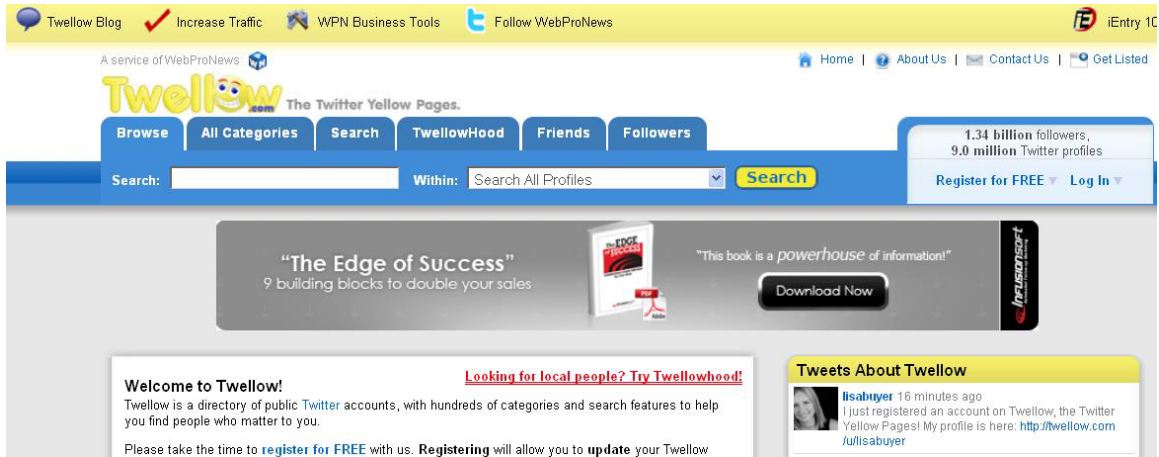 Twellow Blog Increase Traffic WPN Business Tools Follow WebProNews iEntry 10
A service of WebProNews Home | About Us | Contact Us | Get Listed
Twellow.com The Twitter Yellow Pages.
Browse All Categories Search TwellowHood Friends Followers
1.34 billion followers,
9.0 million Twitter profiles
Search: Within: Search All Profiles Search
Register for FREE Log In
"The Edge of Success"
9 building blocks to double your sales
The EDGE
OF SUCCESS
PDF
Adobe
"This book is a powerhouse of information!"
Download Now
Infusionsoft
Welcome to Twellow! Looking for local people? Try Twellowhood!
Twellow is a directory of public Twitter accounts, with hundreds of categories and search features to help
you find people who matter to you.
Please take the time to register for FREE with us. Registering will allow you to update your Twellow
Tweets About Twellow
lisabuyer 16 minutes ago
I just registered an account on Twellow, the Twitter
Yellow Pages! My profile is here: http://twellow.com
/u/lisabuyer